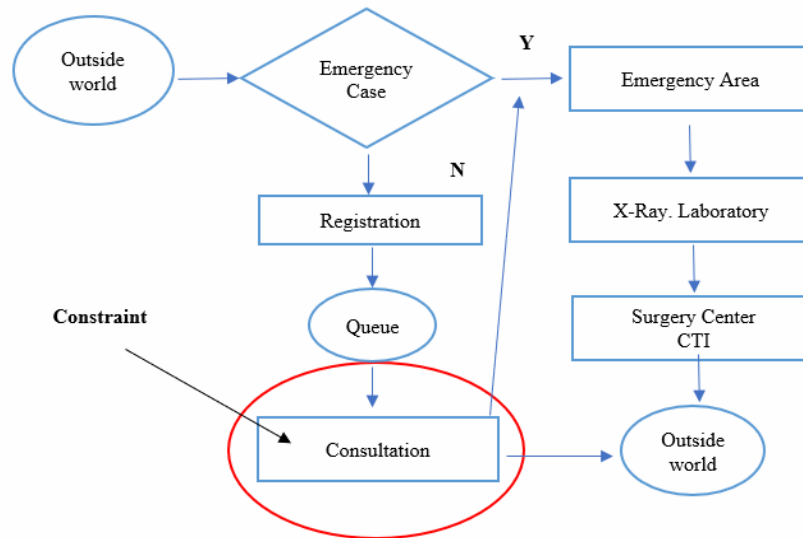 Outside
world
Emergency
Case
Y
Emergency Area
N
Registration
X-Ray. Laboratory
Constraint
Queue
Surgery Center
CTI
Consultation
Outside
world